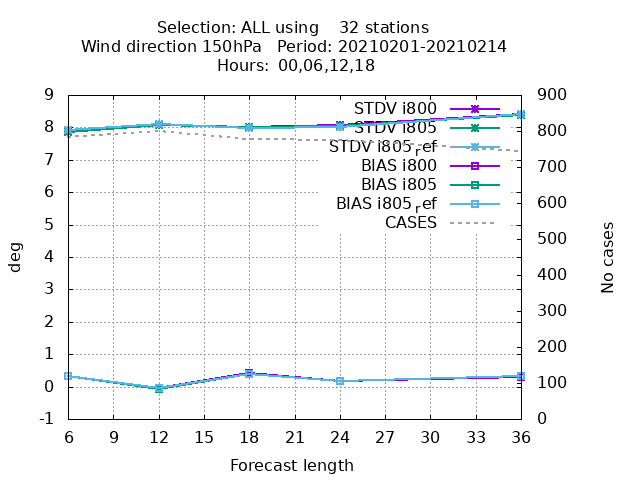 Selection: ALL using    32 stations
Wind direction 150hPa   Period: 20210201-20210214
Hours:  00,06,12,18
9
8
7
6
5
4
3
2
1
0
-1
deg
900
800
700
600
500
400
300
200
100
0
No cases
STDV i800
STDV i805
STDV i805ref
BIAS i800
BIAS i805
BIAS i805ref
CASES
6 9 12 15 18 21 24 27 30 33 36
Forecast length